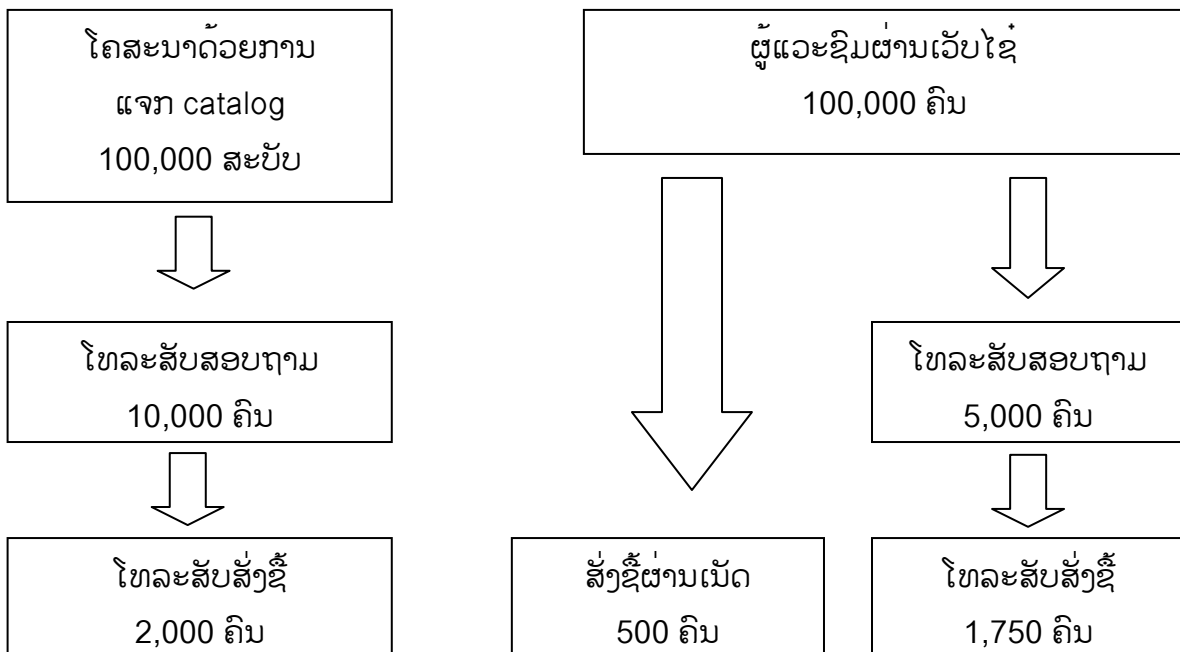 ໂຄສະນາດ້ວຍການ
ແຈກ catalog
100,000 ສະບັບ
ຜູ້ແວະຊົມຜ່ານເວັບໄຊ໋
100,000 ຄົນ
ໂທລະສັບສອບຖາມ
10,000 ຄົນ
ໂທລະສັບສອບຖາມ
5,000 ຄົນ
ໂທລະສັບສັ່ງຊື້
2,000 ຄົນ
ສັ່ງຊື້ຜ່ານເນັດ
500 ຄົນ
ໂທລະສັບສັ່ງຊື້
1,750 ຄົນ